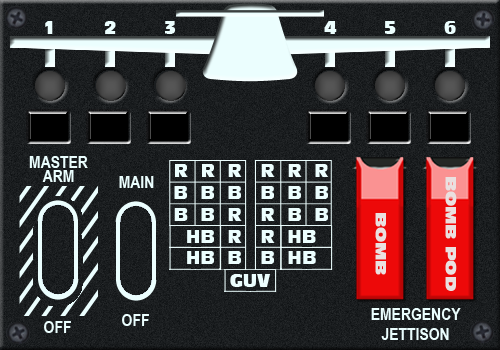 1 2 3 4 5 6
MASTER
ARM
MAIN
OFF
OFF
R R R R R R
B B B B B B
B B R R B B
HB R R HB
HB B B HB
GUV
BOMB
BOMB POD
EMERGENCY
JETTISON